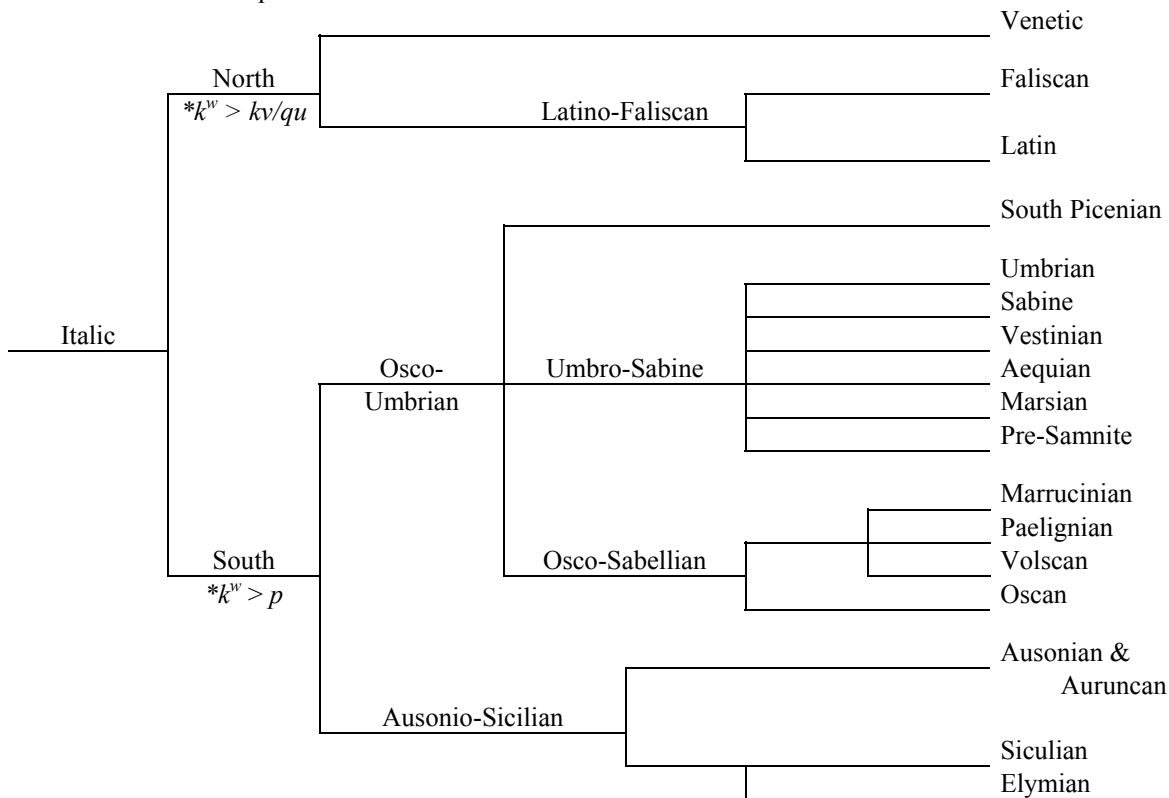 Venetic
North
Faliscan
*kʷ > kv/qu
Latino-Faliscan
Latin
South Picenian
Umbrian
Sabine
Italic
Vestinian
Osco-
Umbrian
Umbro-Sabine
Aequian
Marsian
Pre-Samnite
Marrucinian
Paelignian
South
Osco-Sabellian
Volscan
*kʷ > p
Oscan
Ausonian &
Auruncan
Ausonio-Sicilian
Siculian
Elymian